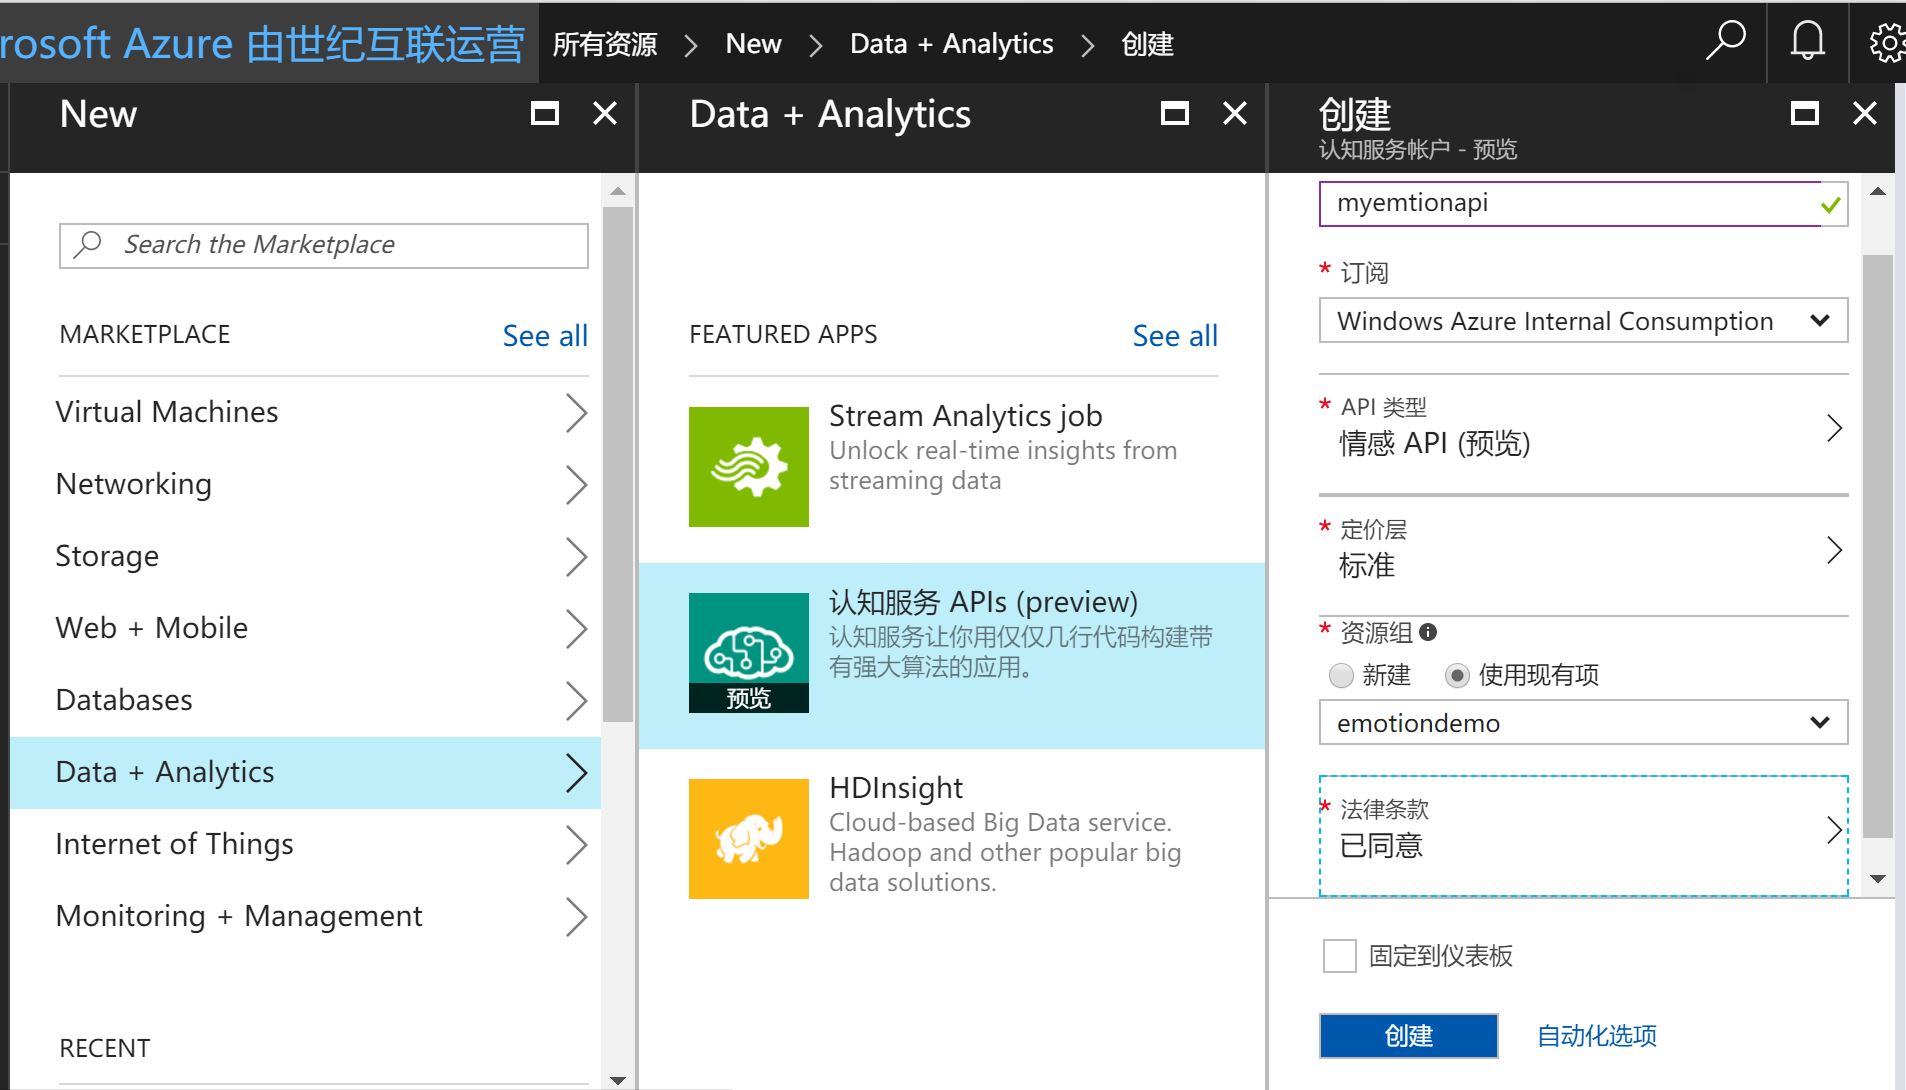 rosoft Azure 由世纪互联运营
所有资源 > New > Data + Analytics > 创建
New
Search the Marketplace
MARKETPLACE
See all
Virtual Machines
Networking
Storage
Web + Mobile
Databases
Data + Analytics
Internet of Things
Monitoring + Management
RECENT
Data + Analytics
FEATURED APPS
See all
Stream Analytics job
Unlock real-time insights from
streaming data
认知服务 APIs (preview)
认知服务让你用仅仅几行代码构建带
有强大算法的应用。
预览
HDInsight
Cloud-based Big Data service.
Hadoop and other popular big
data solutions.
创建
认知服务帐户 - 预览
myemtionapi
* 订阅
Windows Azure Internal Consumption
* API 类型
情感 API (预览)
* 定价层
标准
* 资源组
新建 使用现有项
emotiondemo
* 法律条款
已同意
固定到仪表板
创建 自动化选项